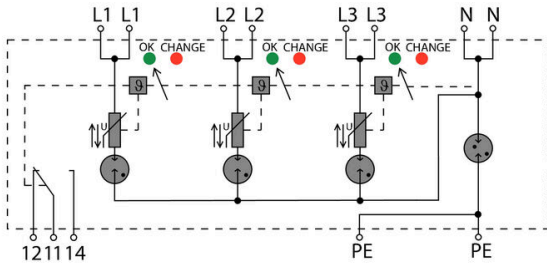 L1 L1 L2 L2 L3 L3 N N
OK CHANGE OK CHANGE OK CHANGE
ϑ ϑ ϑ
U U U
12 11 14 PE PE